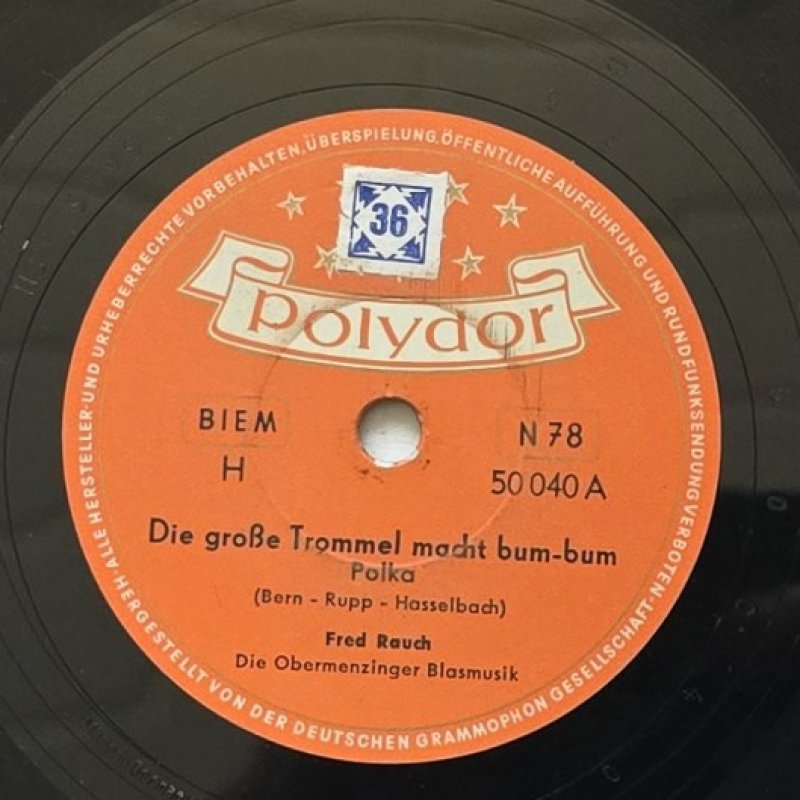 ALLE HERSTELLER-UND URHEBERRECHTE VORBEHALTEN.ÜBERSPIELUNG.ÖFFENTLICHE AUFFÜHRUNG UND RUNDFUNKSENDUNG VERBOTEN·
36
polydor
BIEM
N 78
H
50 040 A
Die große Trommel macht bum-bum
Polka
(Bern - Rupp - Hasselbach)
Fred Rauch
Die Obermenzinger Blasmusik
HERGESTELLT VON DER DEUTSCHEN GRAMMOPHON GESELLSCHAFT·